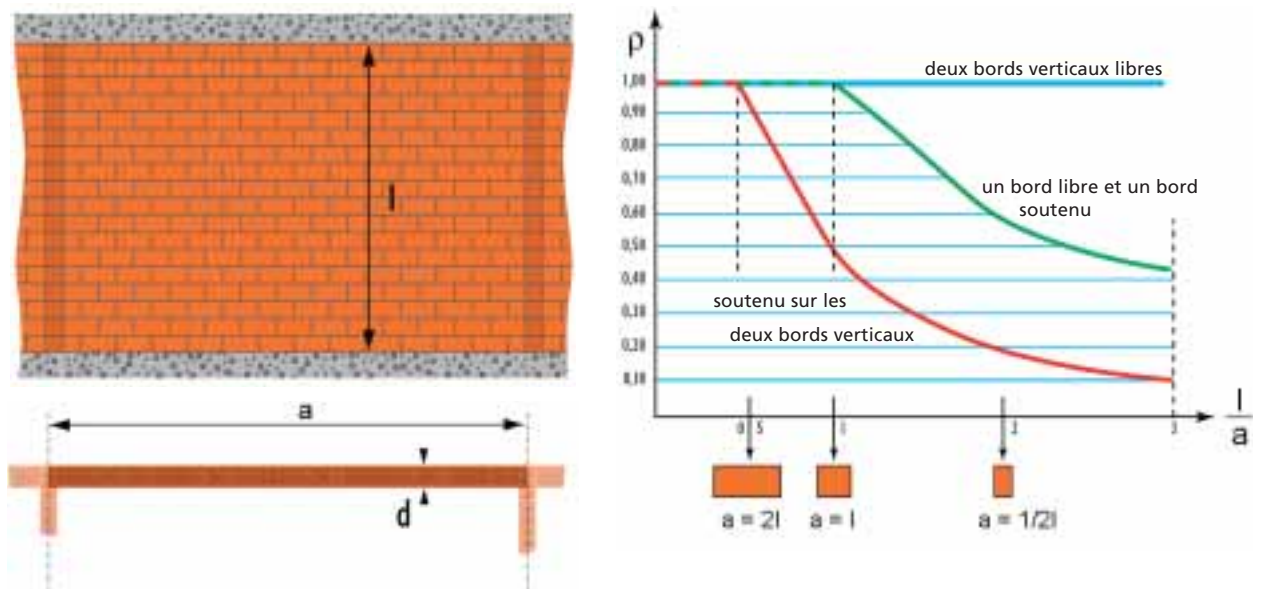 l
a
d
ρ
deux bords verticaux libres
1,00
0,90
0,80
0,70
un bord libre et un bord
soutenu
0,60
0,50
0,40
soutenu sur les
0,30
deux bords verticaux
0,20
0,10
0 5
1
2
3
l
a
a = 2l
a = l
a = 1/2l